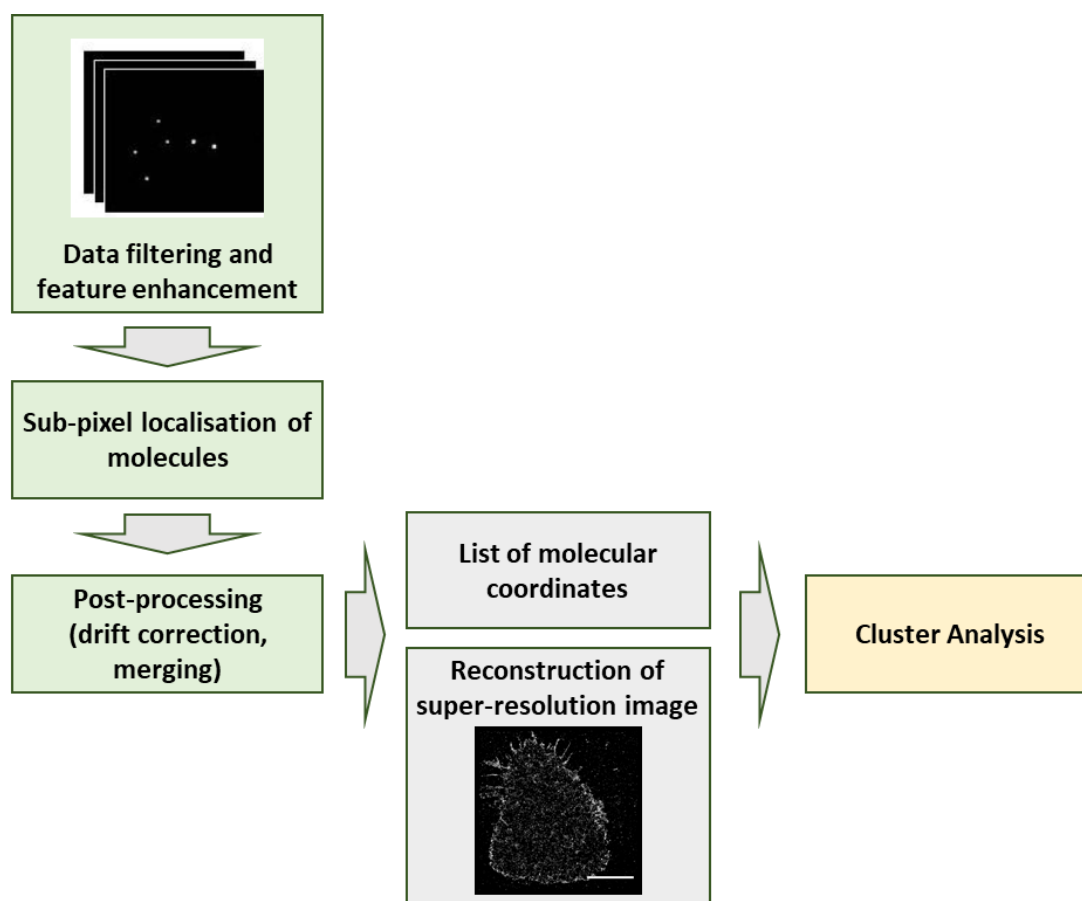 Data filtering and
feature enhancement
Sub-pixel localisation of
molecules
Post-processing
(drift correction,
merging)
List of molecular
coordinates
Reconstruction of
super-resolution image
Cluster Analysis